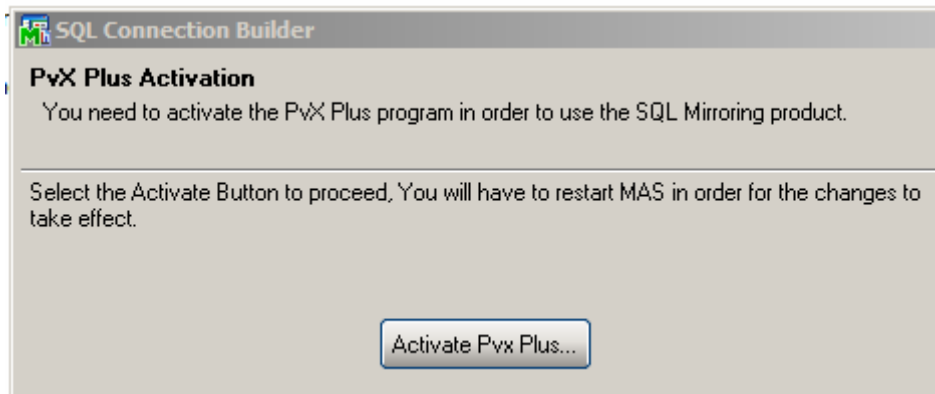 SQL Connection Builder
PvX Plus Activation
You need to activate the PvX Plus program in order to use the SQL Mirroring product.
Select the Activate Button to proceed, You will have to restart MAS in order for the changes to
take effect.
Activate Pvx Plus...